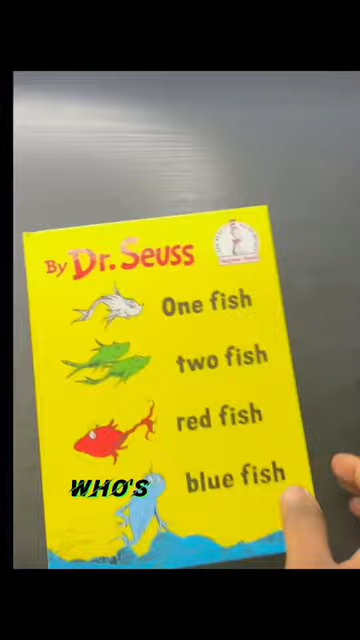 By Dr. Seuss
One fish
two fish
red fish
blue fish
WHO'S